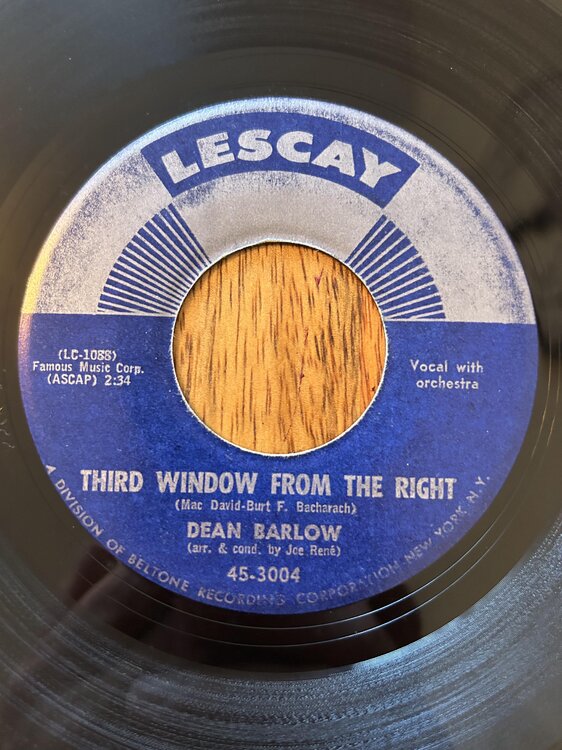 LESCAY
(LC-1088)
Famous Music Corp.
(ASCAP) 2:34
Vocal with
orchestra
THIRD WINDOW FROM THE RIGHT
(Mac David-Burt F. Bacharach)
DEAN BARLOW
(arr. & cond. by Joe René)
45-3004
A DIVISION OF BELTONE RECORDING CORPORATION NEW YORK N.Y.